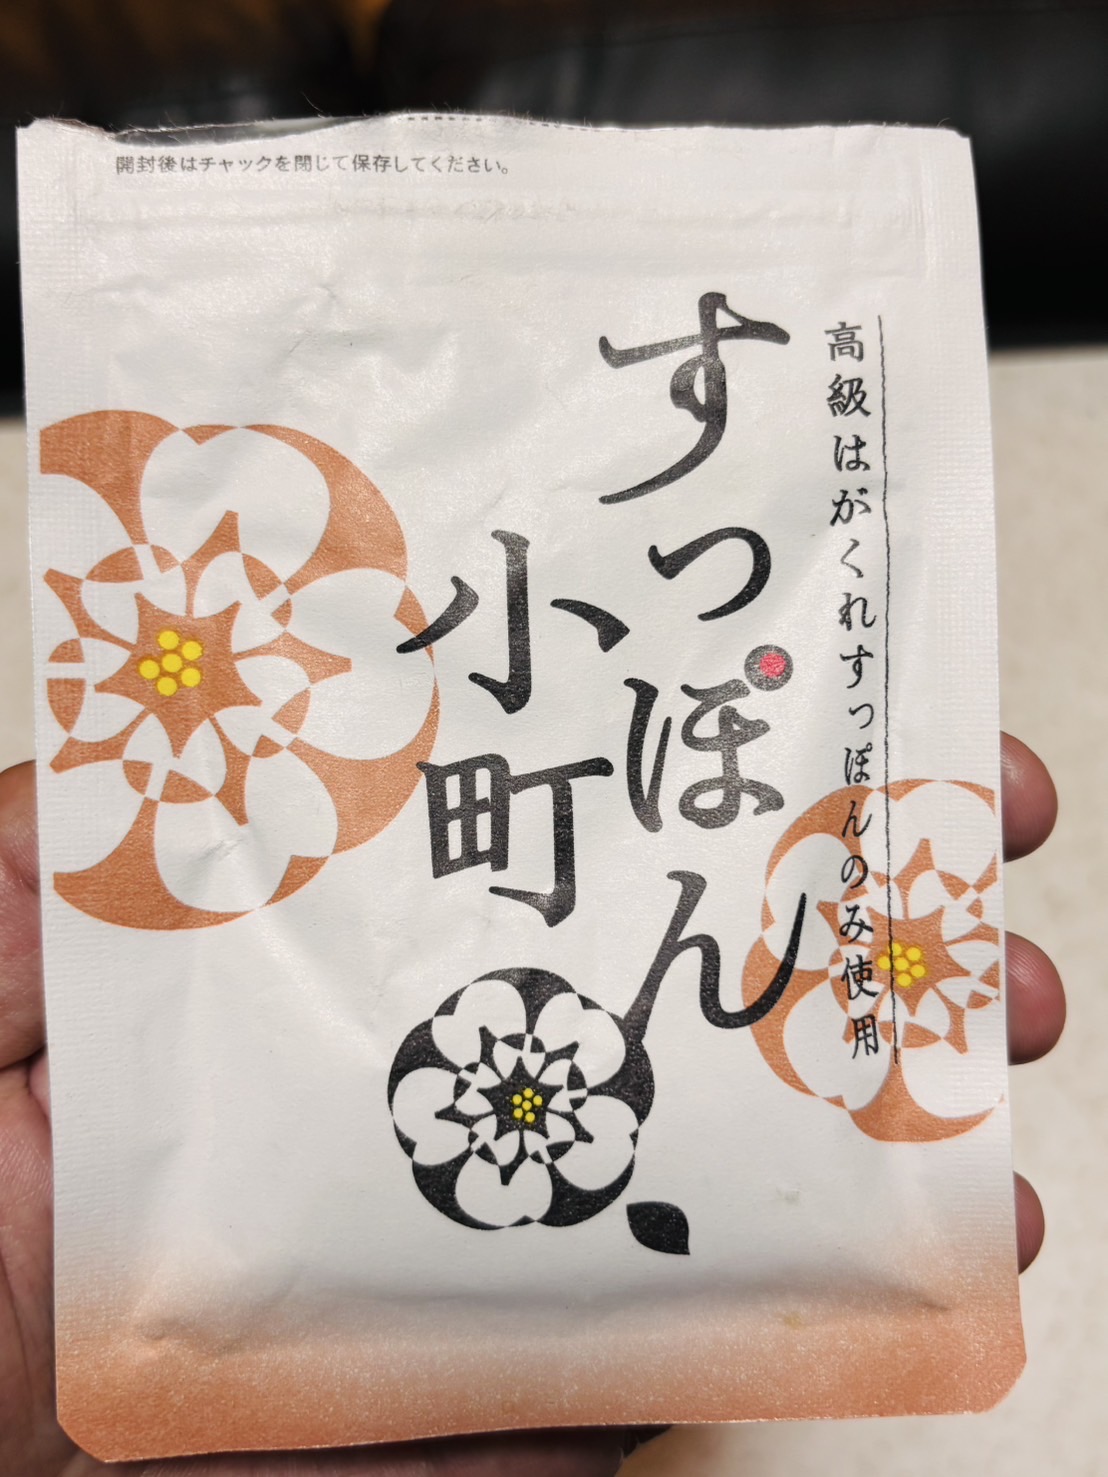 開封後はチャックを閉じて保存してください。
高級はがくれすっぽんのみ使用
すっぽん
小町